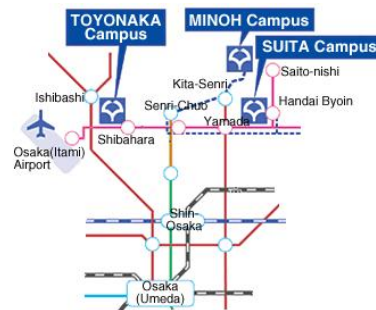 TOYONAKA
Campus
MINOH Campus
SUITA Campus
Kita-Senri
Saito-nishi
Ishibashi
Senri-Chuo
Handai Byoin
Shibahara
Yamada
Osaka(Itami)
Airport
Shin-
Osaka
Osaka
(Umeda)